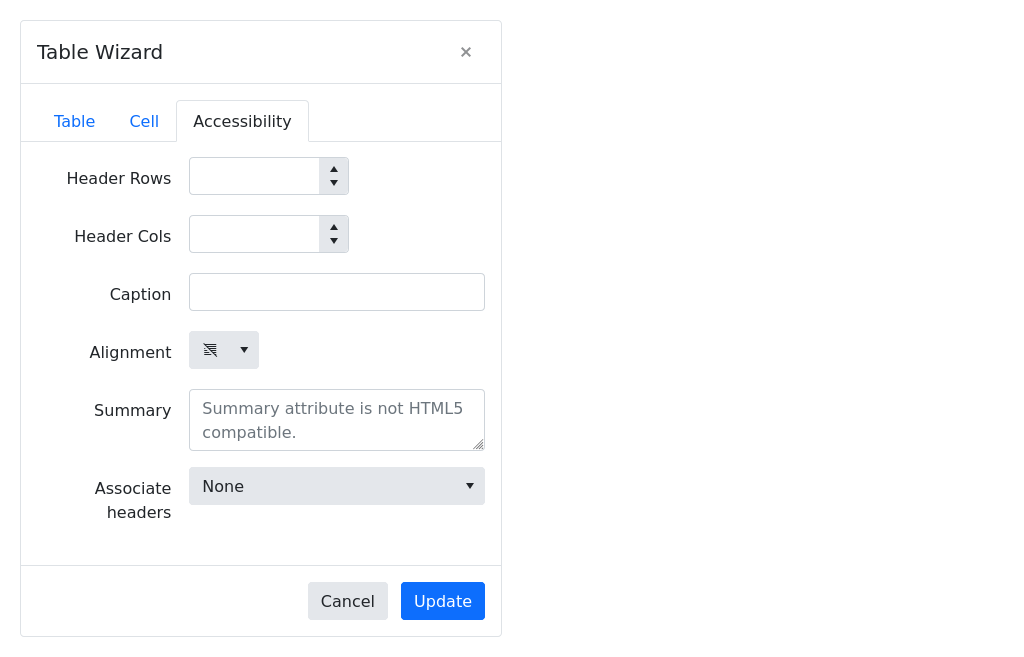 Table Wizard
×
Table Cell Accessibility
Header Rows
Header Cols
Caption
Alignment
Summary
Summary attribute is not HTML5
compatible.
Associate
headers
None
Cancel Update